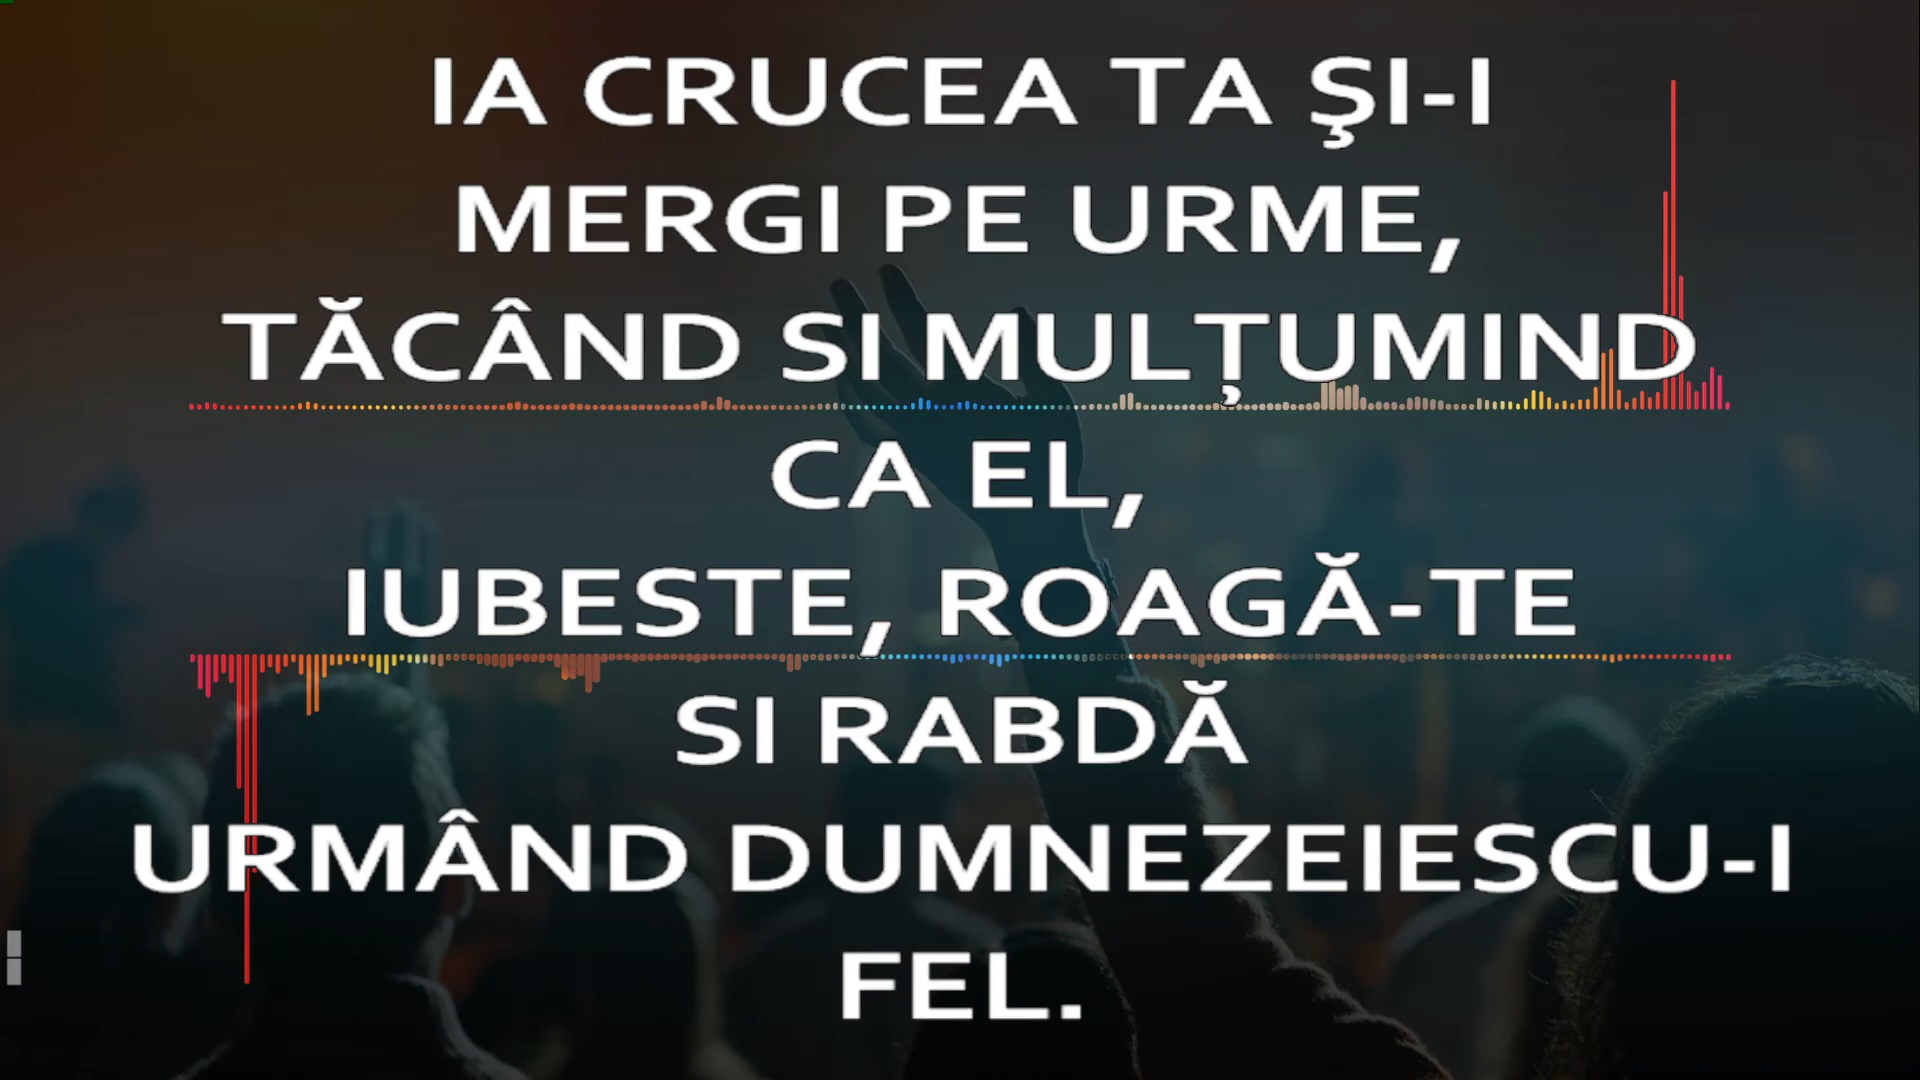 IA CRUCEA TA ŞI-I
MERGI PE URME,
TĂCÂND SI MULŢUMIND
CA EL,
IUBESTE, ROAGĂ-TE
SI RABDĂ
URMÂND DUMNEZEIESCU-I
FEL.